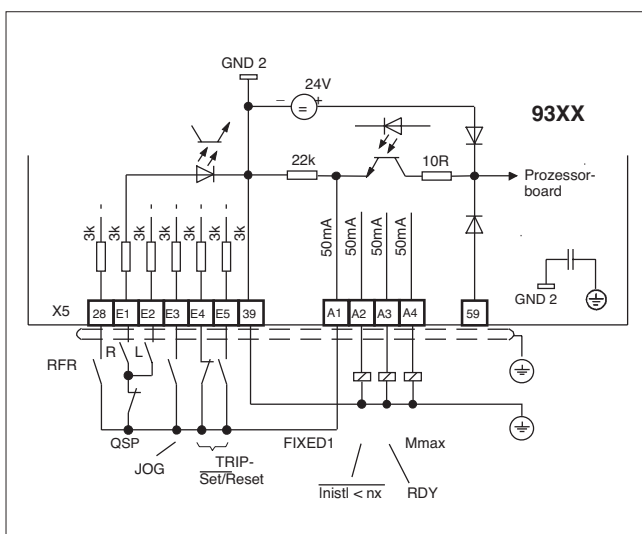 GND 2
24V
− = +
93XX
22k
10R
Prozessor-
board
3k 3k 3k 3k 3k 3k
50mA 50mA 50mA 50mA
GND 2
X5
28 E1 E2 E3 E4 E5 39 A1 A2 A3 A4 59
RFR
R
L
QSP
FIXED1
Mmax
JOG
TRIP-
Set/Reset
|nist| < nx
RDY